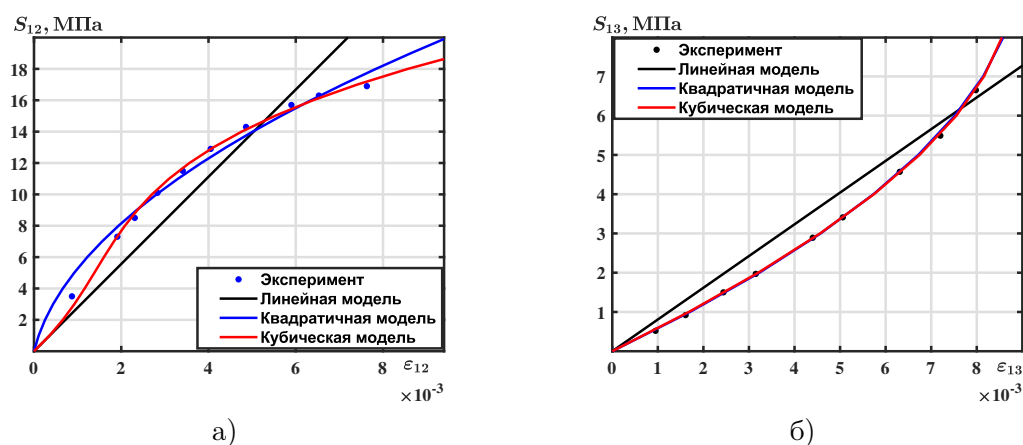 S₁₂, МПа
18
16
14
12
10
8
6
4
2
Эксперимент
Линейная модель
Квадратичная модель
Кубическая модель
0 2 4 6 8 ε₁₂
×10⁻³
а)
S₁₃, МПа
Эксперимент
Линейная модель
Квадратичная модель
Кубическая модель
7
6
5
4
3
2
1
0 1 2 3 4 5 6 7 8 ε₁₃
×10⁻³
б)